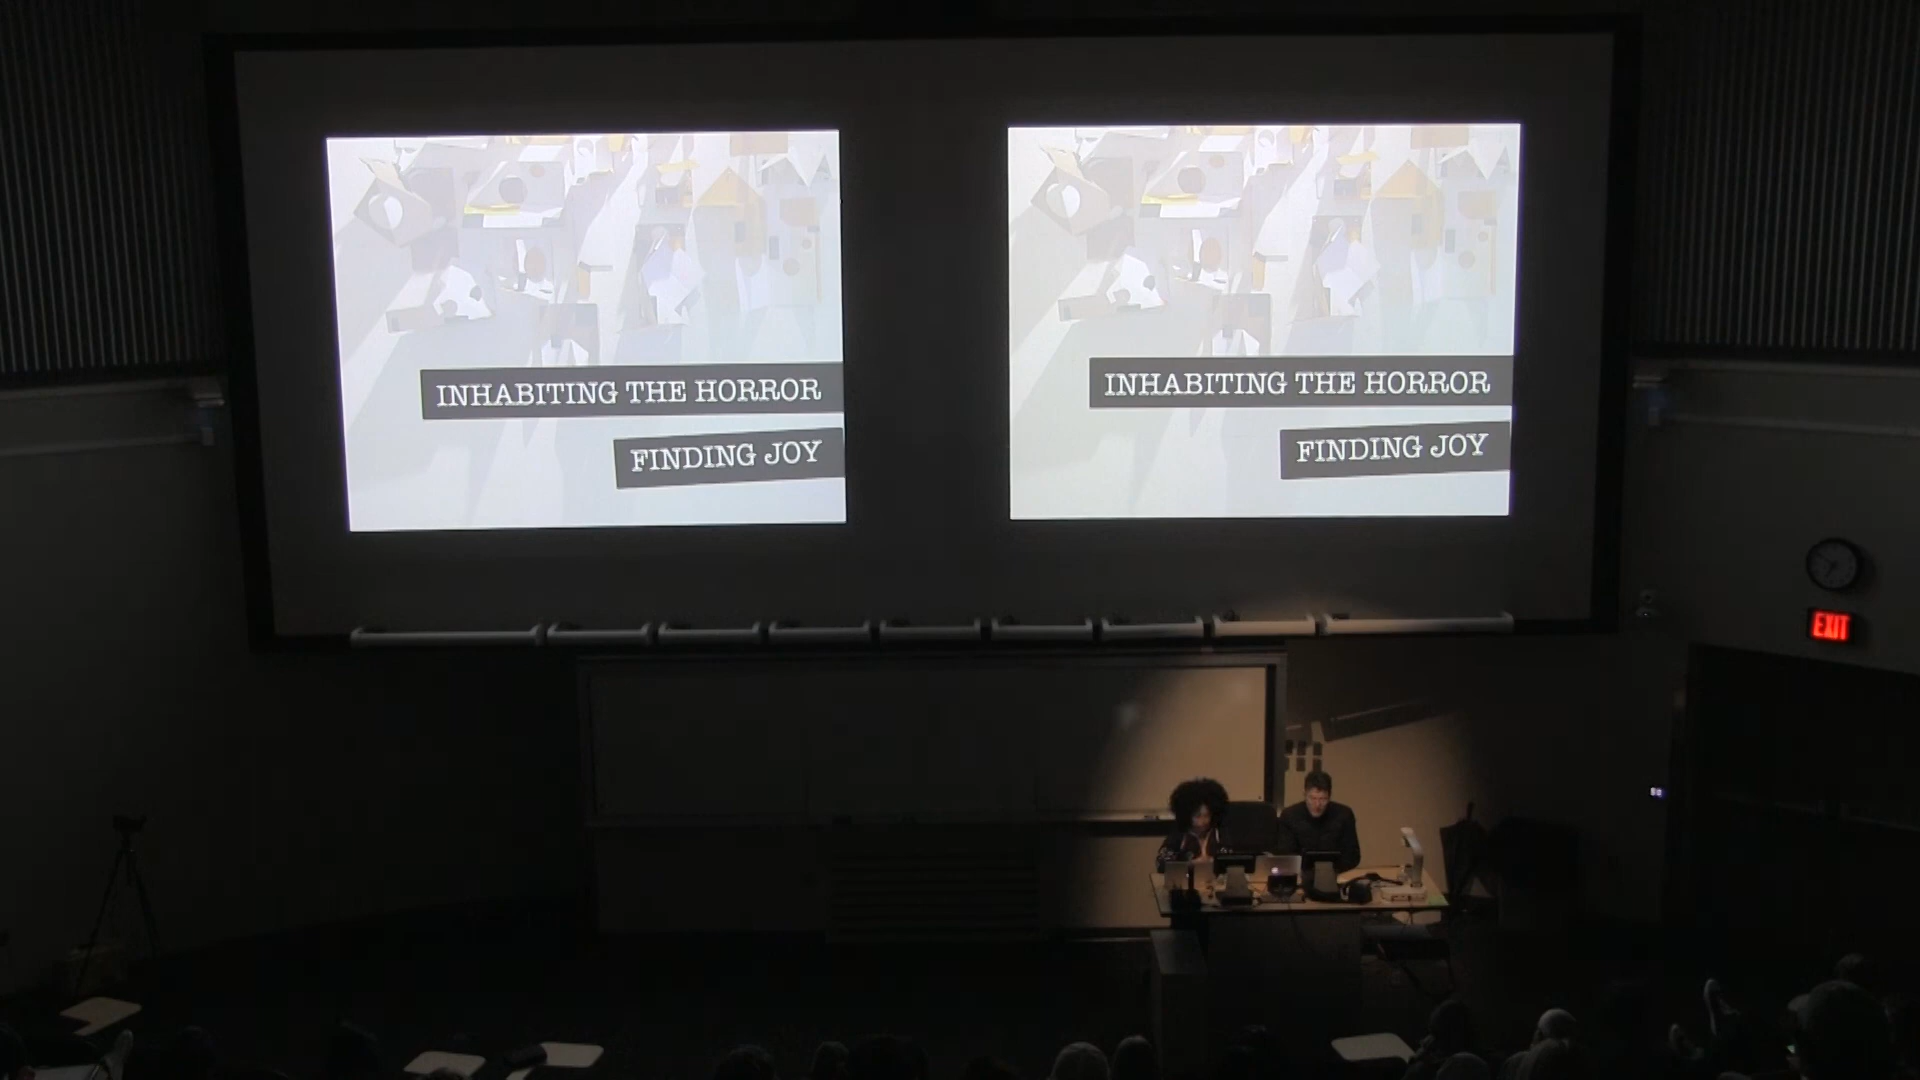 INHABITING THE HORROR
FINDING JOY
INHABITING THE HORROR
FINDING JOY
EXIT